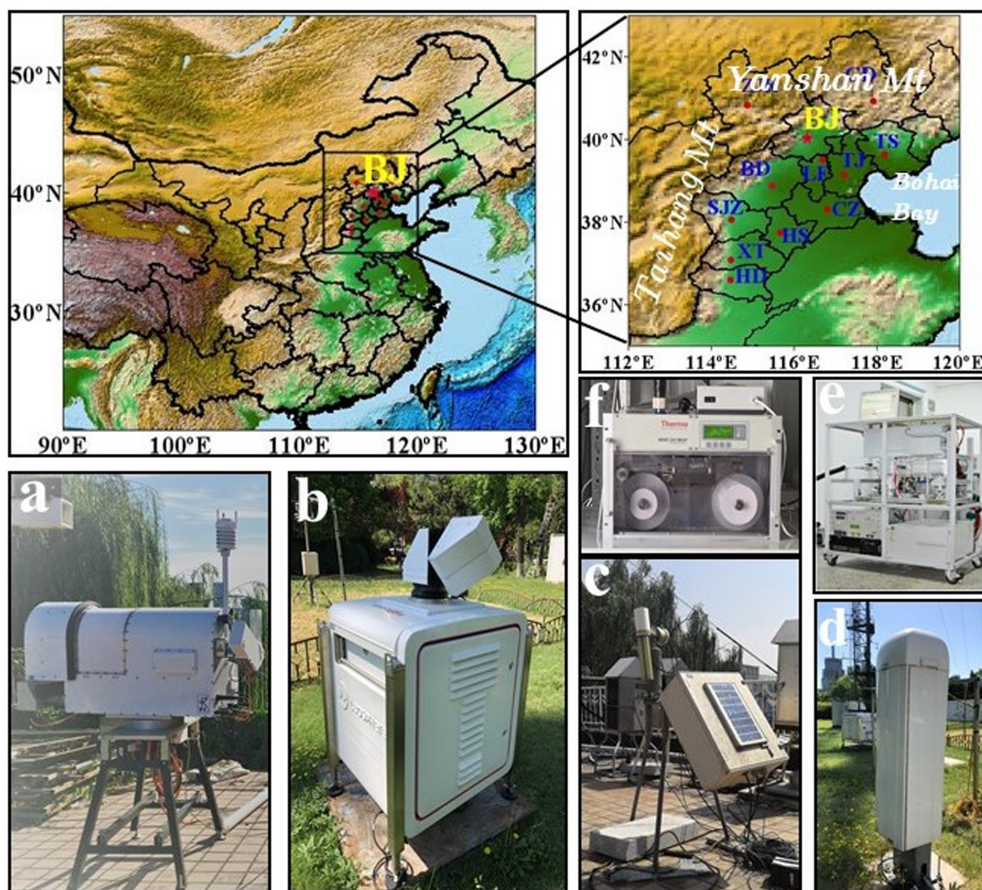 50°N
40°N
30°N
90°E 100°E 110°E 120°E 130°E
BJ
42°N
40°N
38°N
36°N
112°E 114°E 116°E 118°E 120°E
Yanshan Mt
Taihang Mt
BJ
TS
TJ
LF
BD
Bohai
Bay
SJZ
CZ
HS
XT
HD
f
Thermo
e
a
b
c
d